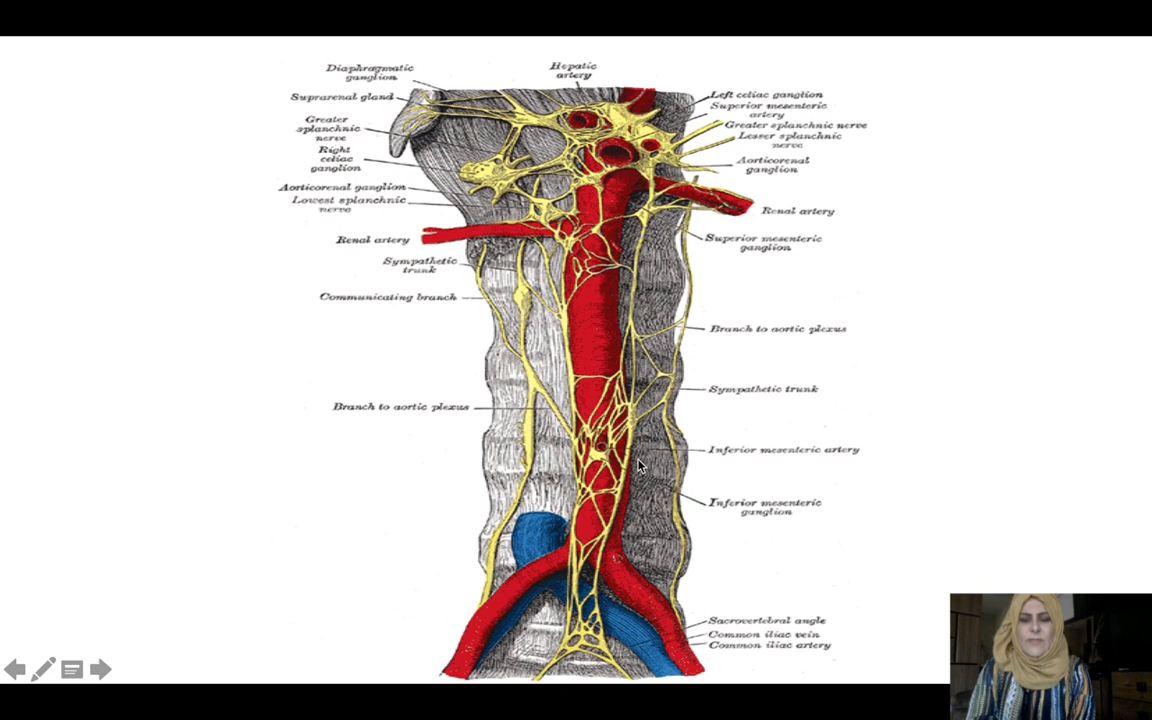 Diaphragmatic
ganglion
Suprarenal gland
Greater
splanchnic
nerve
Right
celiac
ganglion
Aorticorenal ganglion
Lowest splanchnic
nerve
Renal artery
Sympathetic
trunk
Communicating branch
Branch to aortic plexus
Hepatic
artery
Left celiac ganglion
Superior mesenteric
artery
Greater splanchnic nerve
Lesser splanchnic
nerve
Aorticorenal
ganglion
Renal artery
Superior mesenteric
ganglion
Branch to aortic plexus
Sympathetic trunk
Inferior mesenteric artery
Inferior mesenteric
ganglion
Sacrovertebral angle
Common iliac vein
Common iliac artery